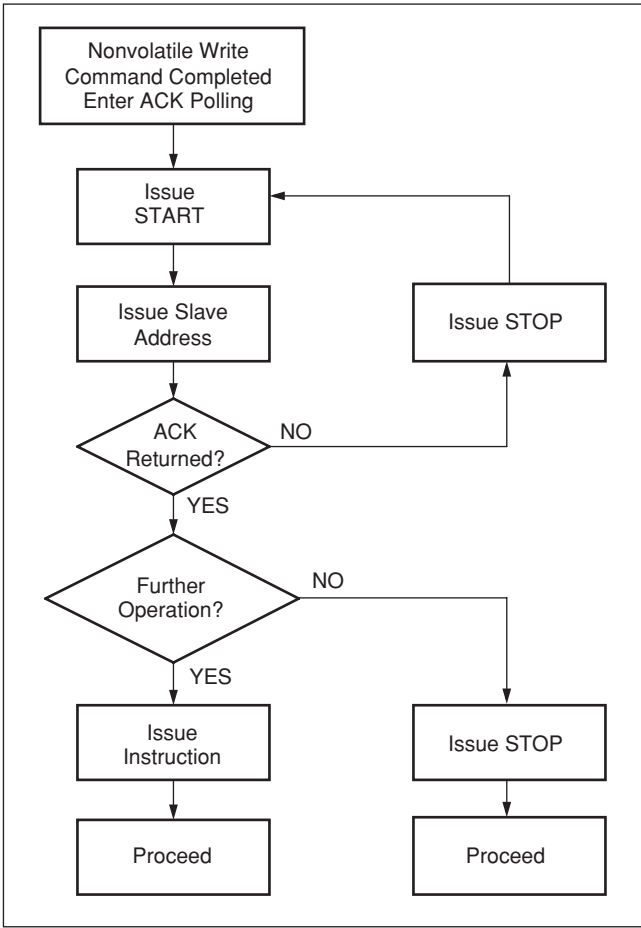 Nonvolatile Write
Command Completed
Enter ACK Polling
Issue
START
Issue Slave
Address
Issue STOP
ACK
Returned?
NO
YES
Further
Operation?
NO
YES
Issue
Instruction
Issue STOP
Proceed
Proceed